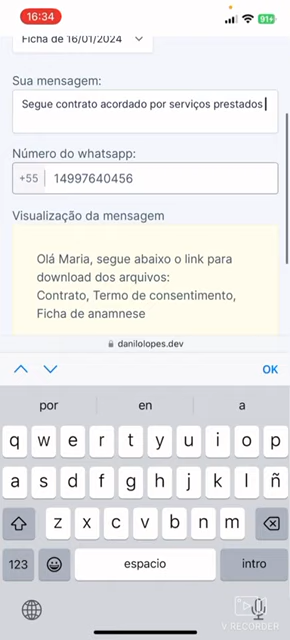 16:34
91+
Ficha de 16/01/2024
Sua mensagem:
Segue contrato acordado por serviços prestados
Número do whatsapp:
+55 14997640456
Visualização da mensagem
Olá Maria, segue abaixo o link para
download dos arquivos:
Contrato, Termo de consentimento,
Ficha de anamnese
danilolopes.dev
OK
por en a
q w e r t y u i o p
a s d f g h j k l ñ
z x c v b n m
123 espacio intro
V.RECORDER